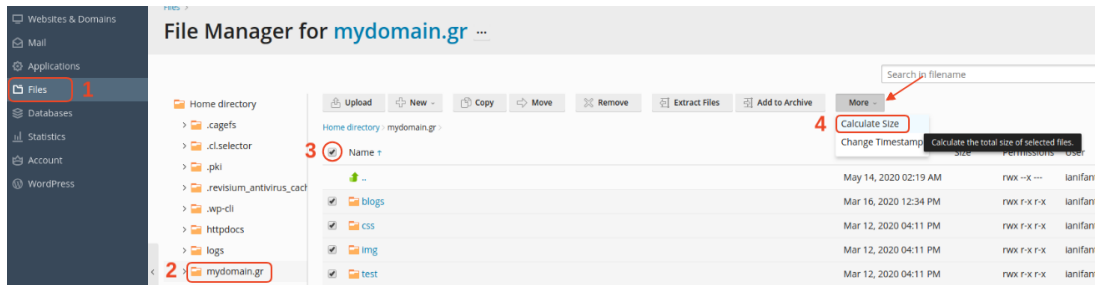 Files >
Websites & Domains
Mail
Applications
Files 1
Databases
Statistics
Account
WordPress
File Manager for mydomain.gr ...
Search in filename
Upload New Copy Move Remove Extract Files Add to Archive More
Home directory
> .cagefs
> .cl.selector
> .pki
> .revisium_antivirus_cach
> .wp-cli
> httpdocs
> logs
2 > mydomain.gr
Home directory > mydomain.gr >
4 Calculate Size
Change Timestamp
Calculate the total size of selected files.
3 Name ↑ Size Permissions User
.. May 14, 2020 02:19 AM rwx --x --- ianifant
blogs Mar 16, 2020 12:34 PM rwx r-x r-x ianifant
css Mar 12, 2020 04:11 PM rwx r-x r-x ianifant
img Mar 12, 2020 04:11 PM rwx r-x r-x ianifant
test Mar 12, 2020 04:11 PM rwx r-x r-x ianifant